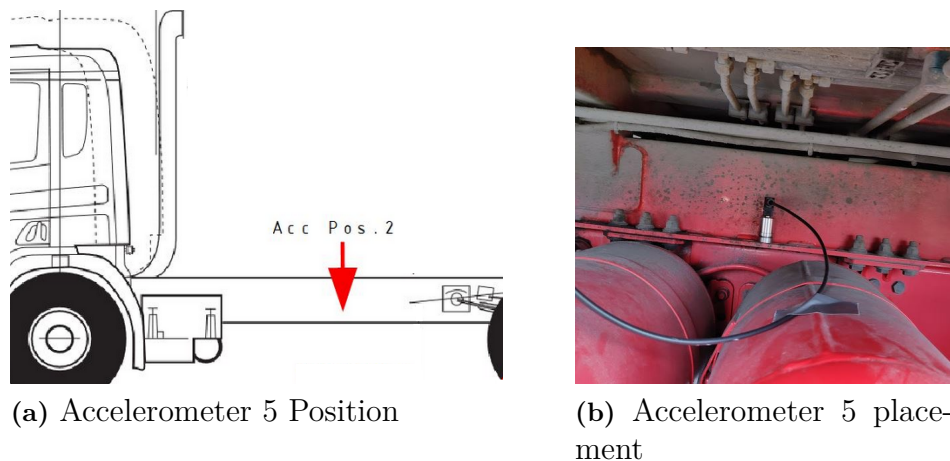 Acc Pos.2
(a) Accelerometer 5 Position
(b) Accelerometer 5 place-
ment